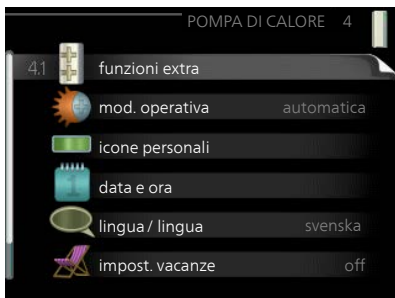 POMPA DI CALORE 4
4.1 funzioni extra
mod. operativa automatica
icone personali
data e ora
lingua / lingua svenska
impost. vacanze off